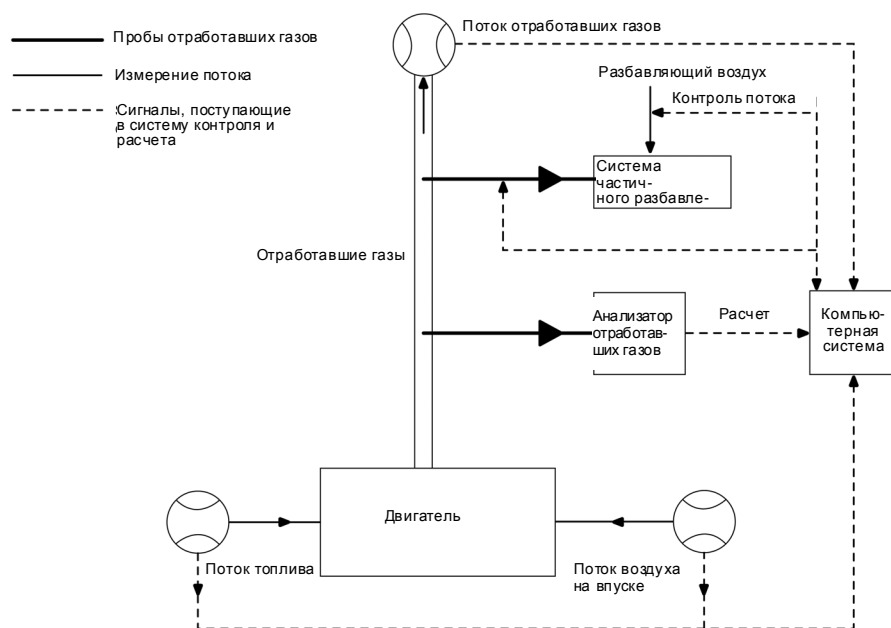 Пробы отработавших газов
Измерение потока
Сигналы, поступающие
в систему контроля и
расчета
Поток отработавших газов
Разбавляющий воздух
Контроль потока
Система
частич-
ного разбавле-
Отработавшие газы
Анализатор
отработав-
ших газов
Расчет
Компью-
терная
система
Двигатель
Поток топлива
Поток воздуха
на впуске